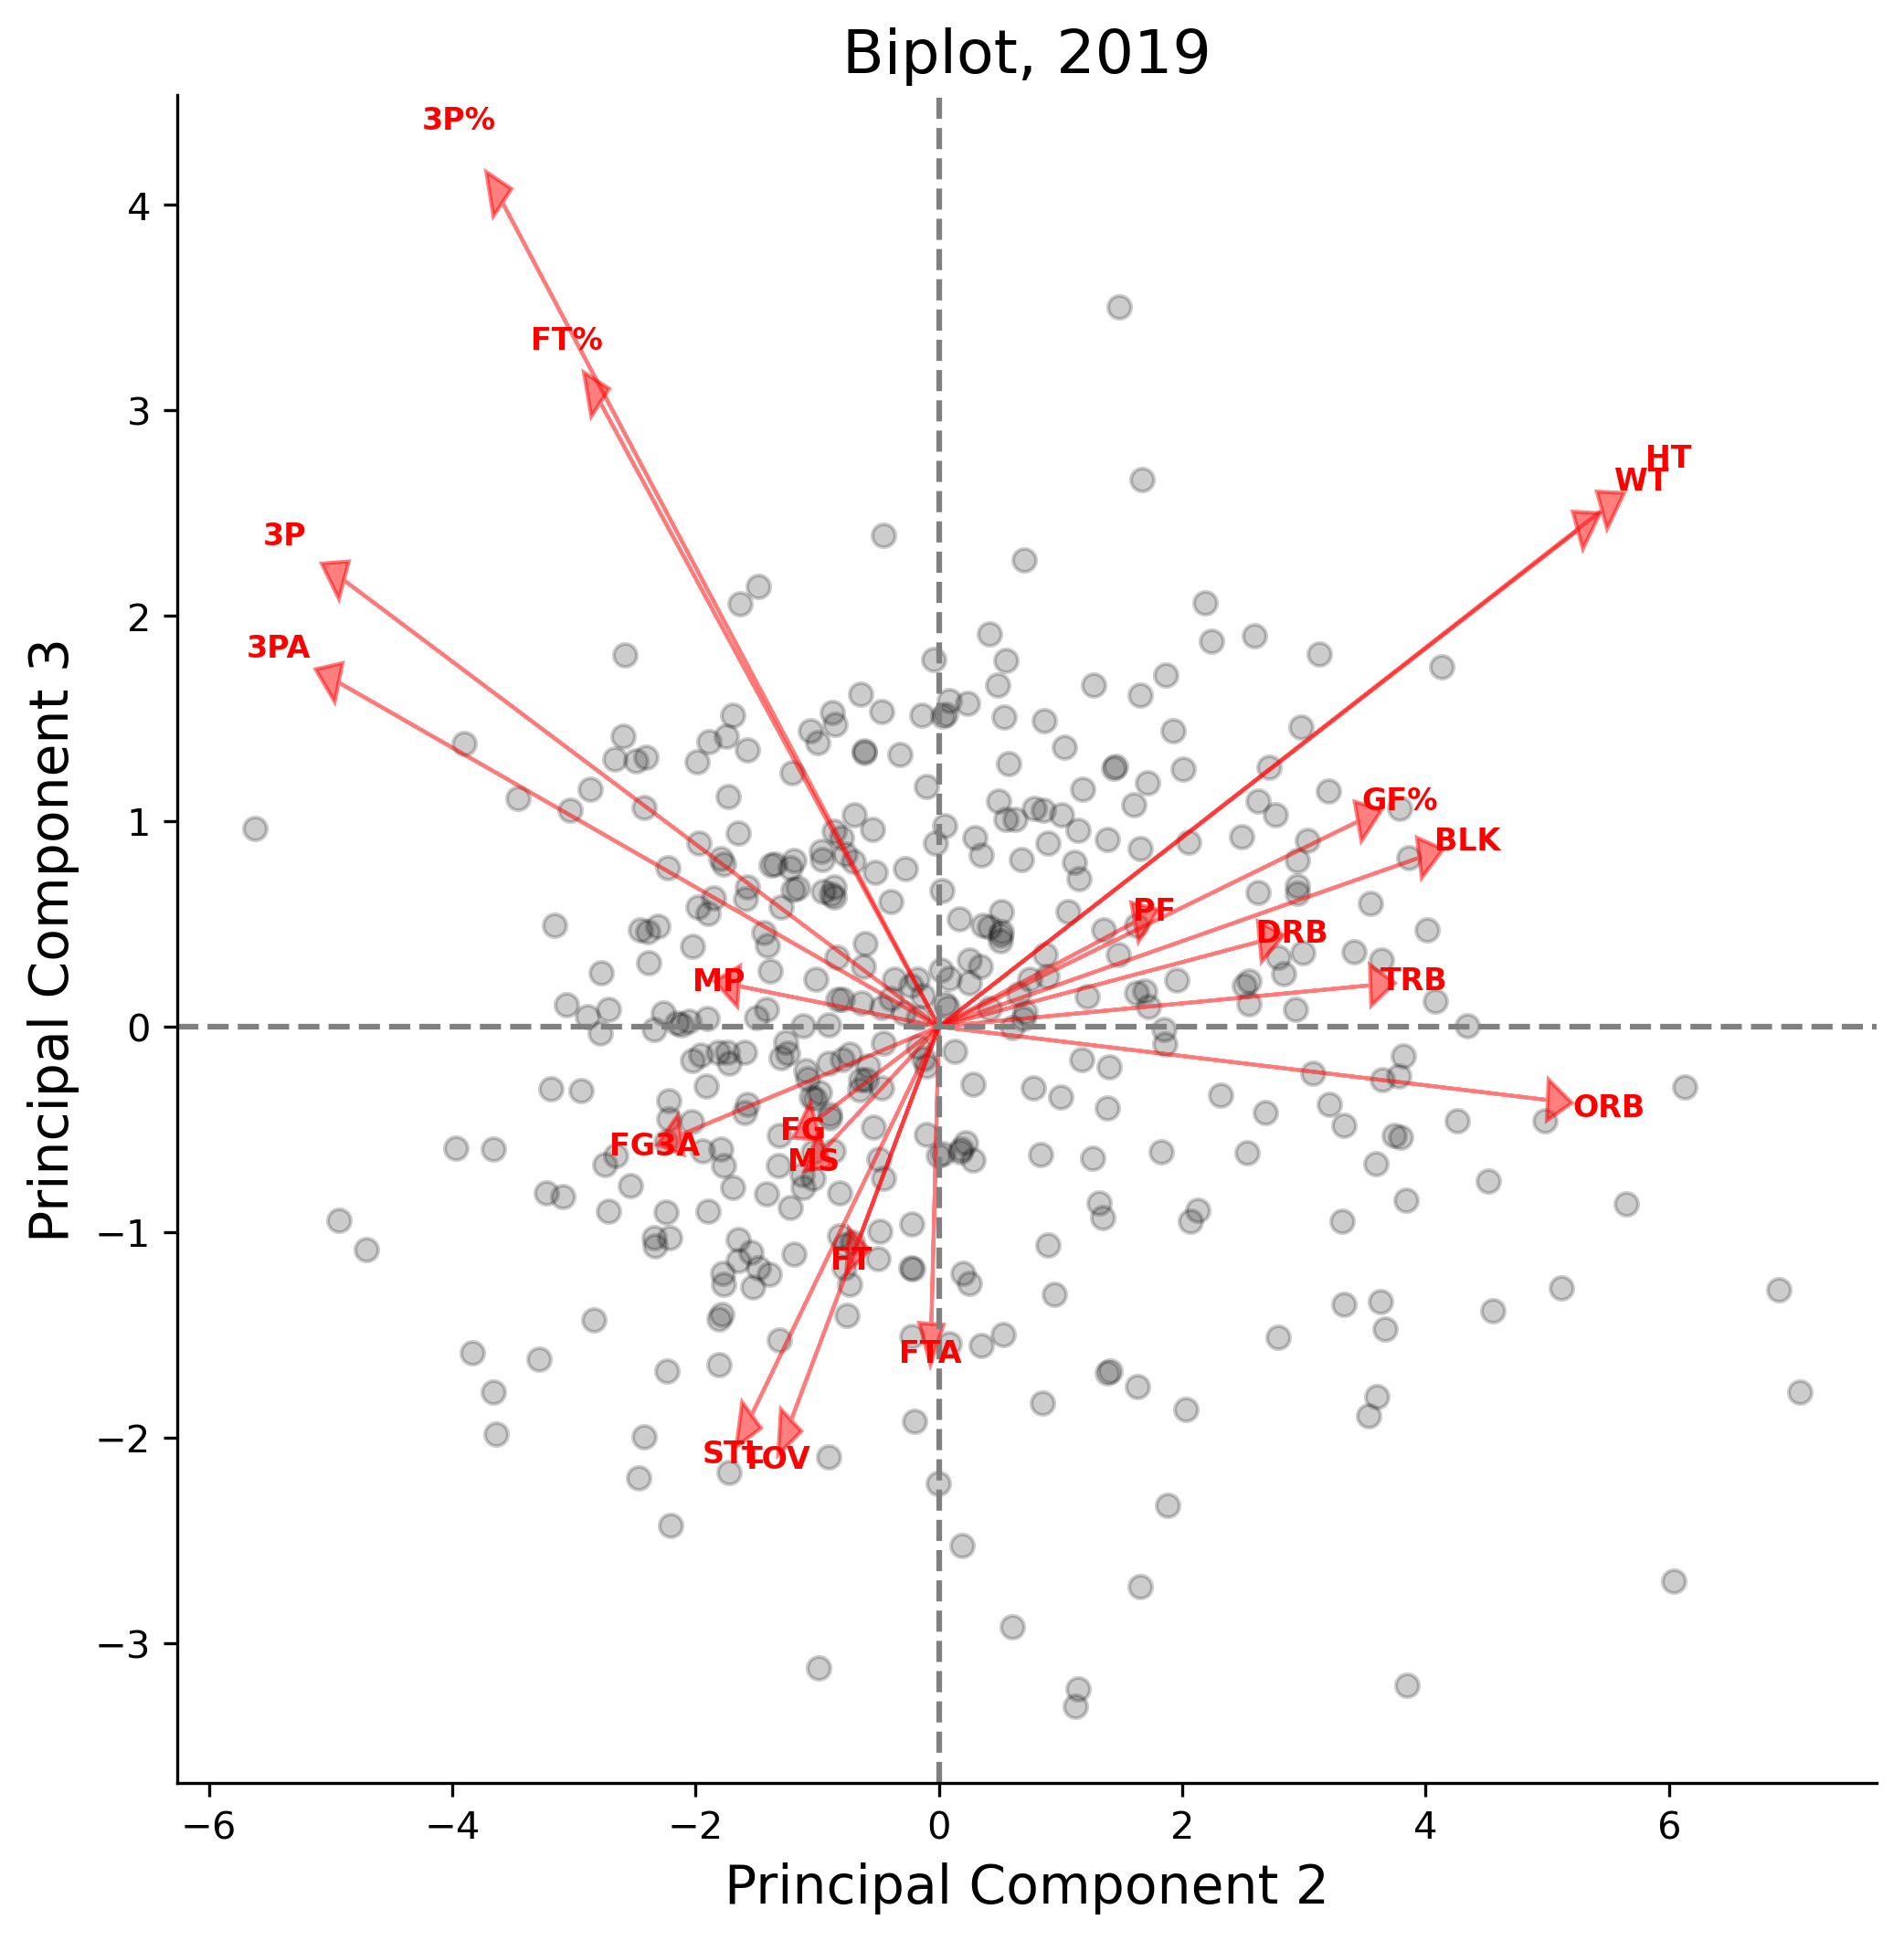 Biplot, 2019
3P%
4
FT%
3
HT
WT
3P
2
3PA
GF%
1
BLK
PF
DRB
MP
TRB
0
ORB
FG
FG3A
MS
−1
FT
FTA
−2
STL
TOV
−3
−6 −4 −2 0 2 4 6
Principal Component 2
Principal Component 3